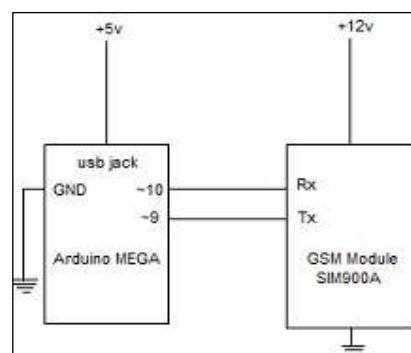 +5v
+12v
usb jack
GND
~10
Rx
~9
Tx
Arduino MEGA
GSM Module
SIM900A